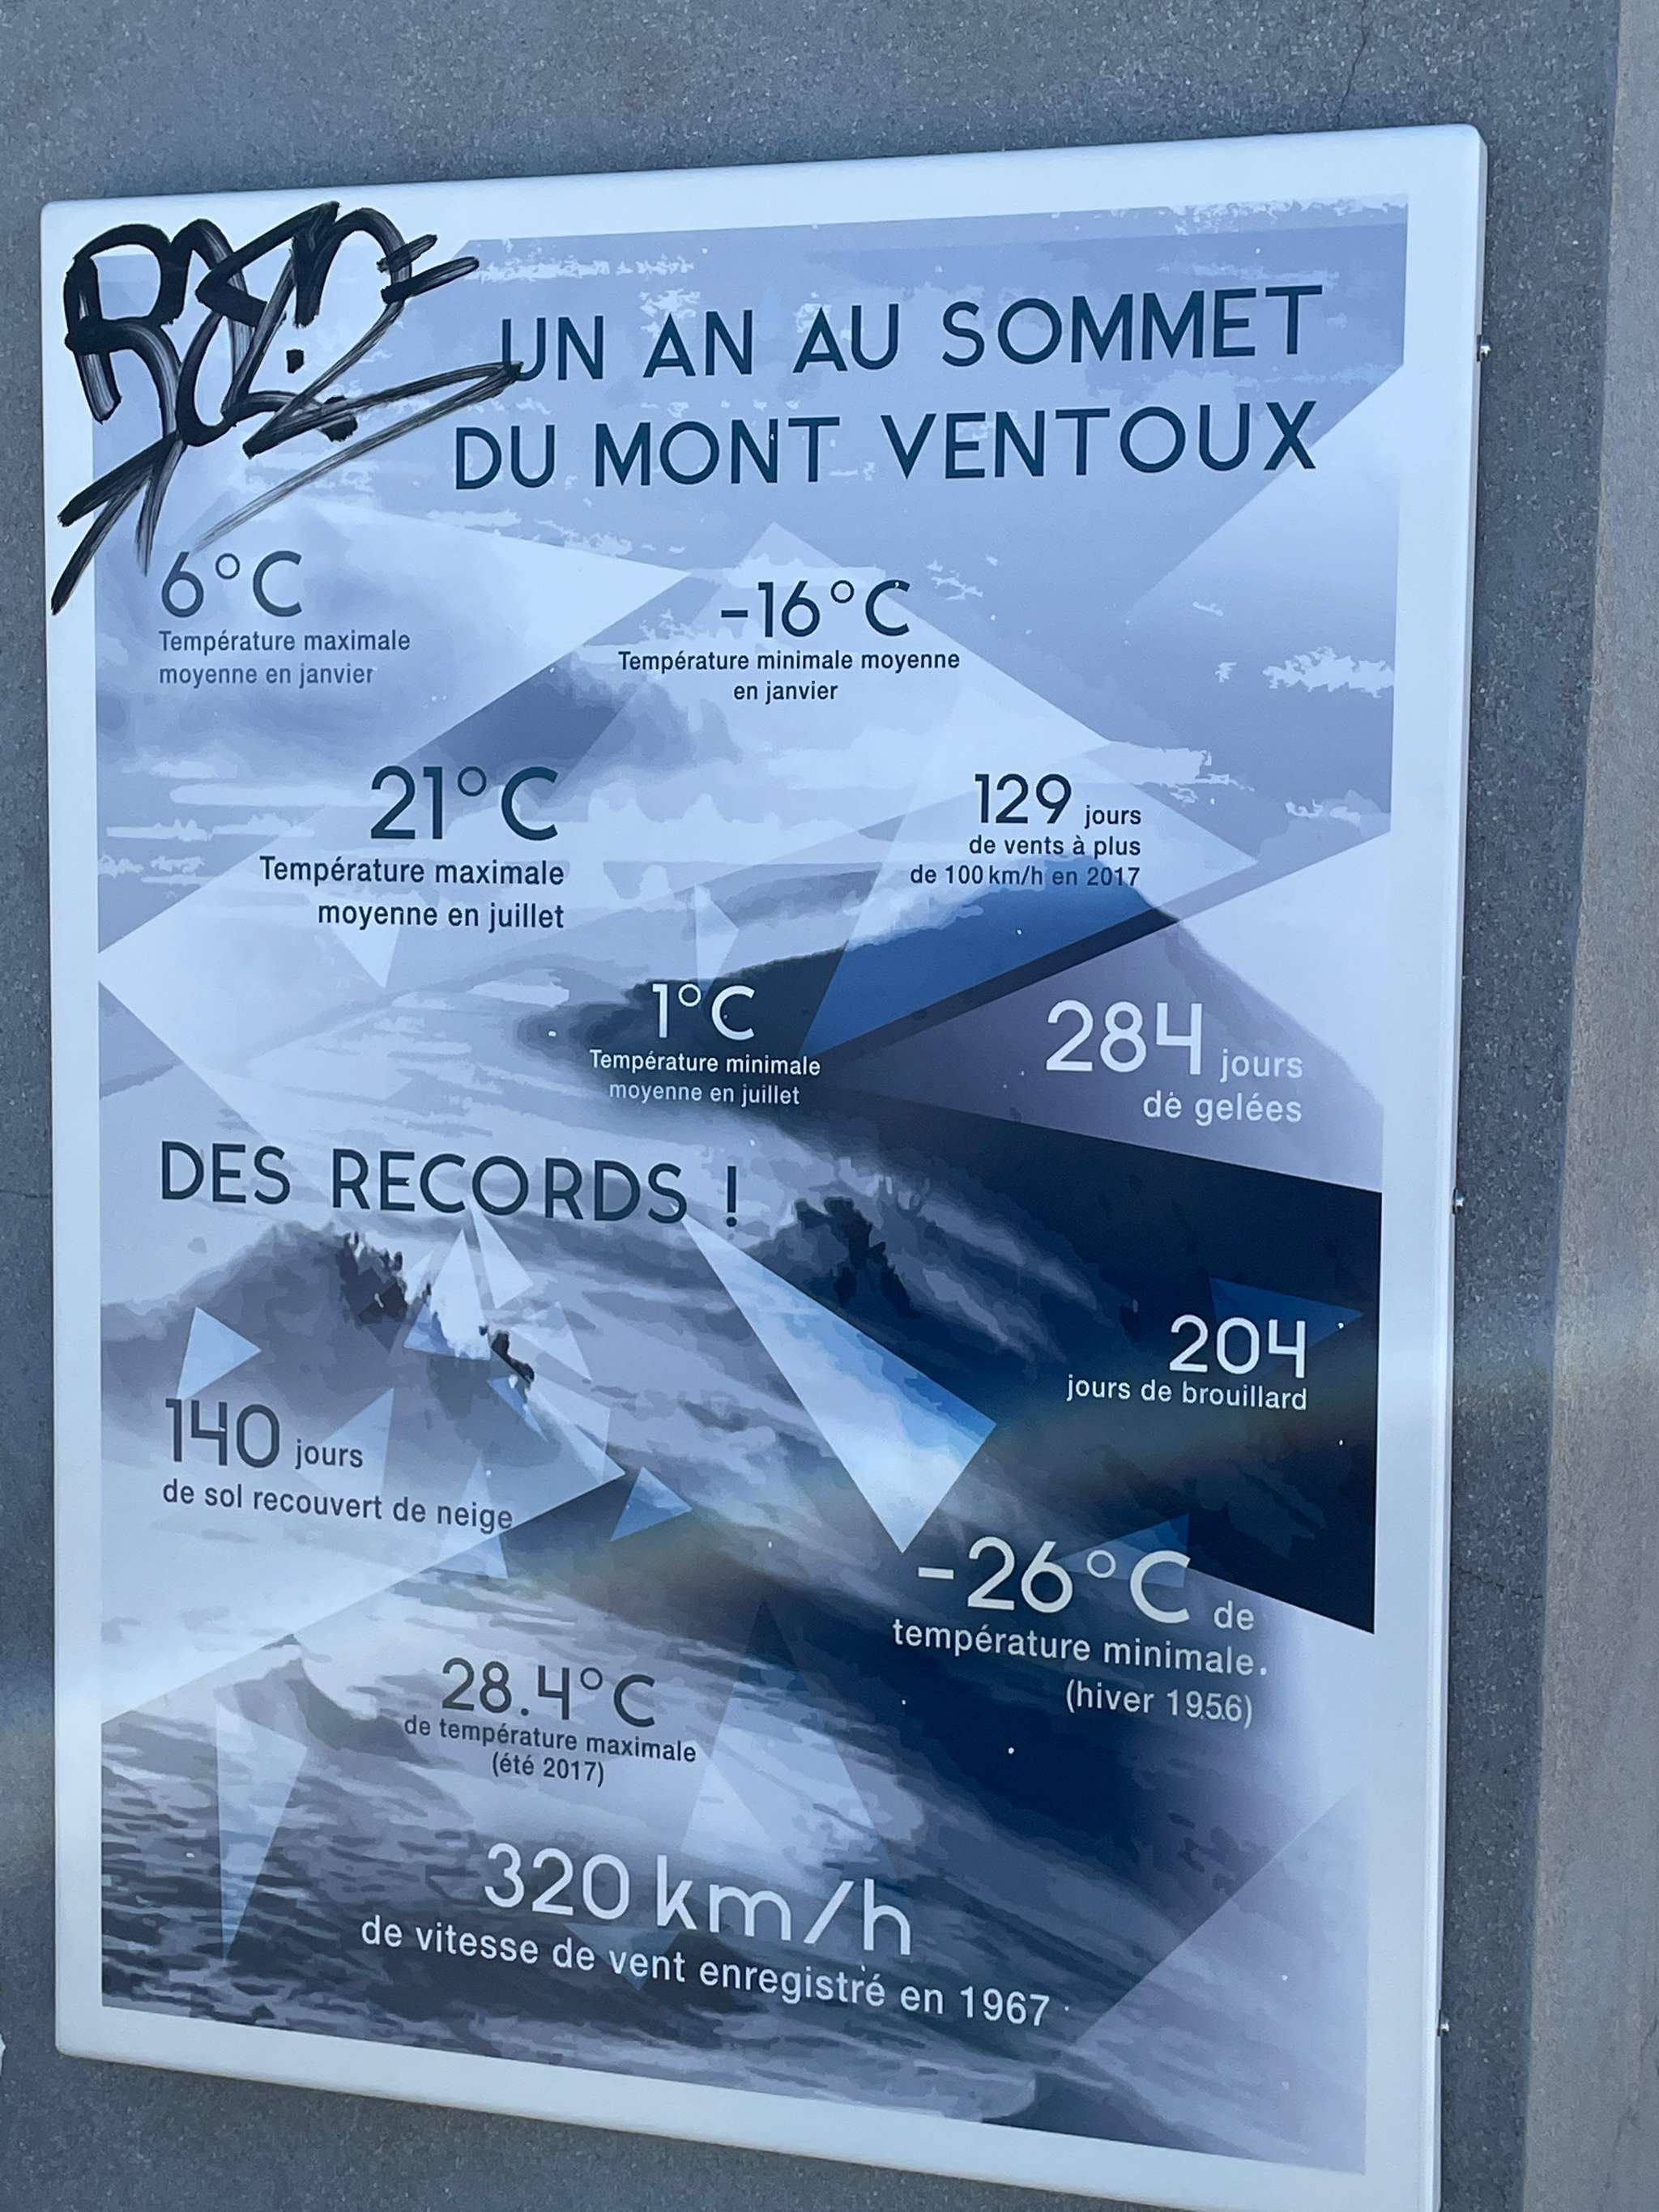 UN AN AU SOMMET
DU MONT VENTOUX
6°C
Température maximale
moyenne en janvier
-16°C
Température minimale moyenne
en janvier
21°C
Température maximale
moyenne en juillet
129 jours
de vents à plus
de 100 km/h en 2017
1°C
Température minimale
moyenne en juillet
284 jours
de gelées
DES RECORDS !
204
jours de brouillard
140 jours
de sol recouvert de neige
-26°C de
température minimale.
(hiver 1956)
28.4°C
de température maximale
(été 2017)
320 km/h
de vitesse de vent enregistré en 1967